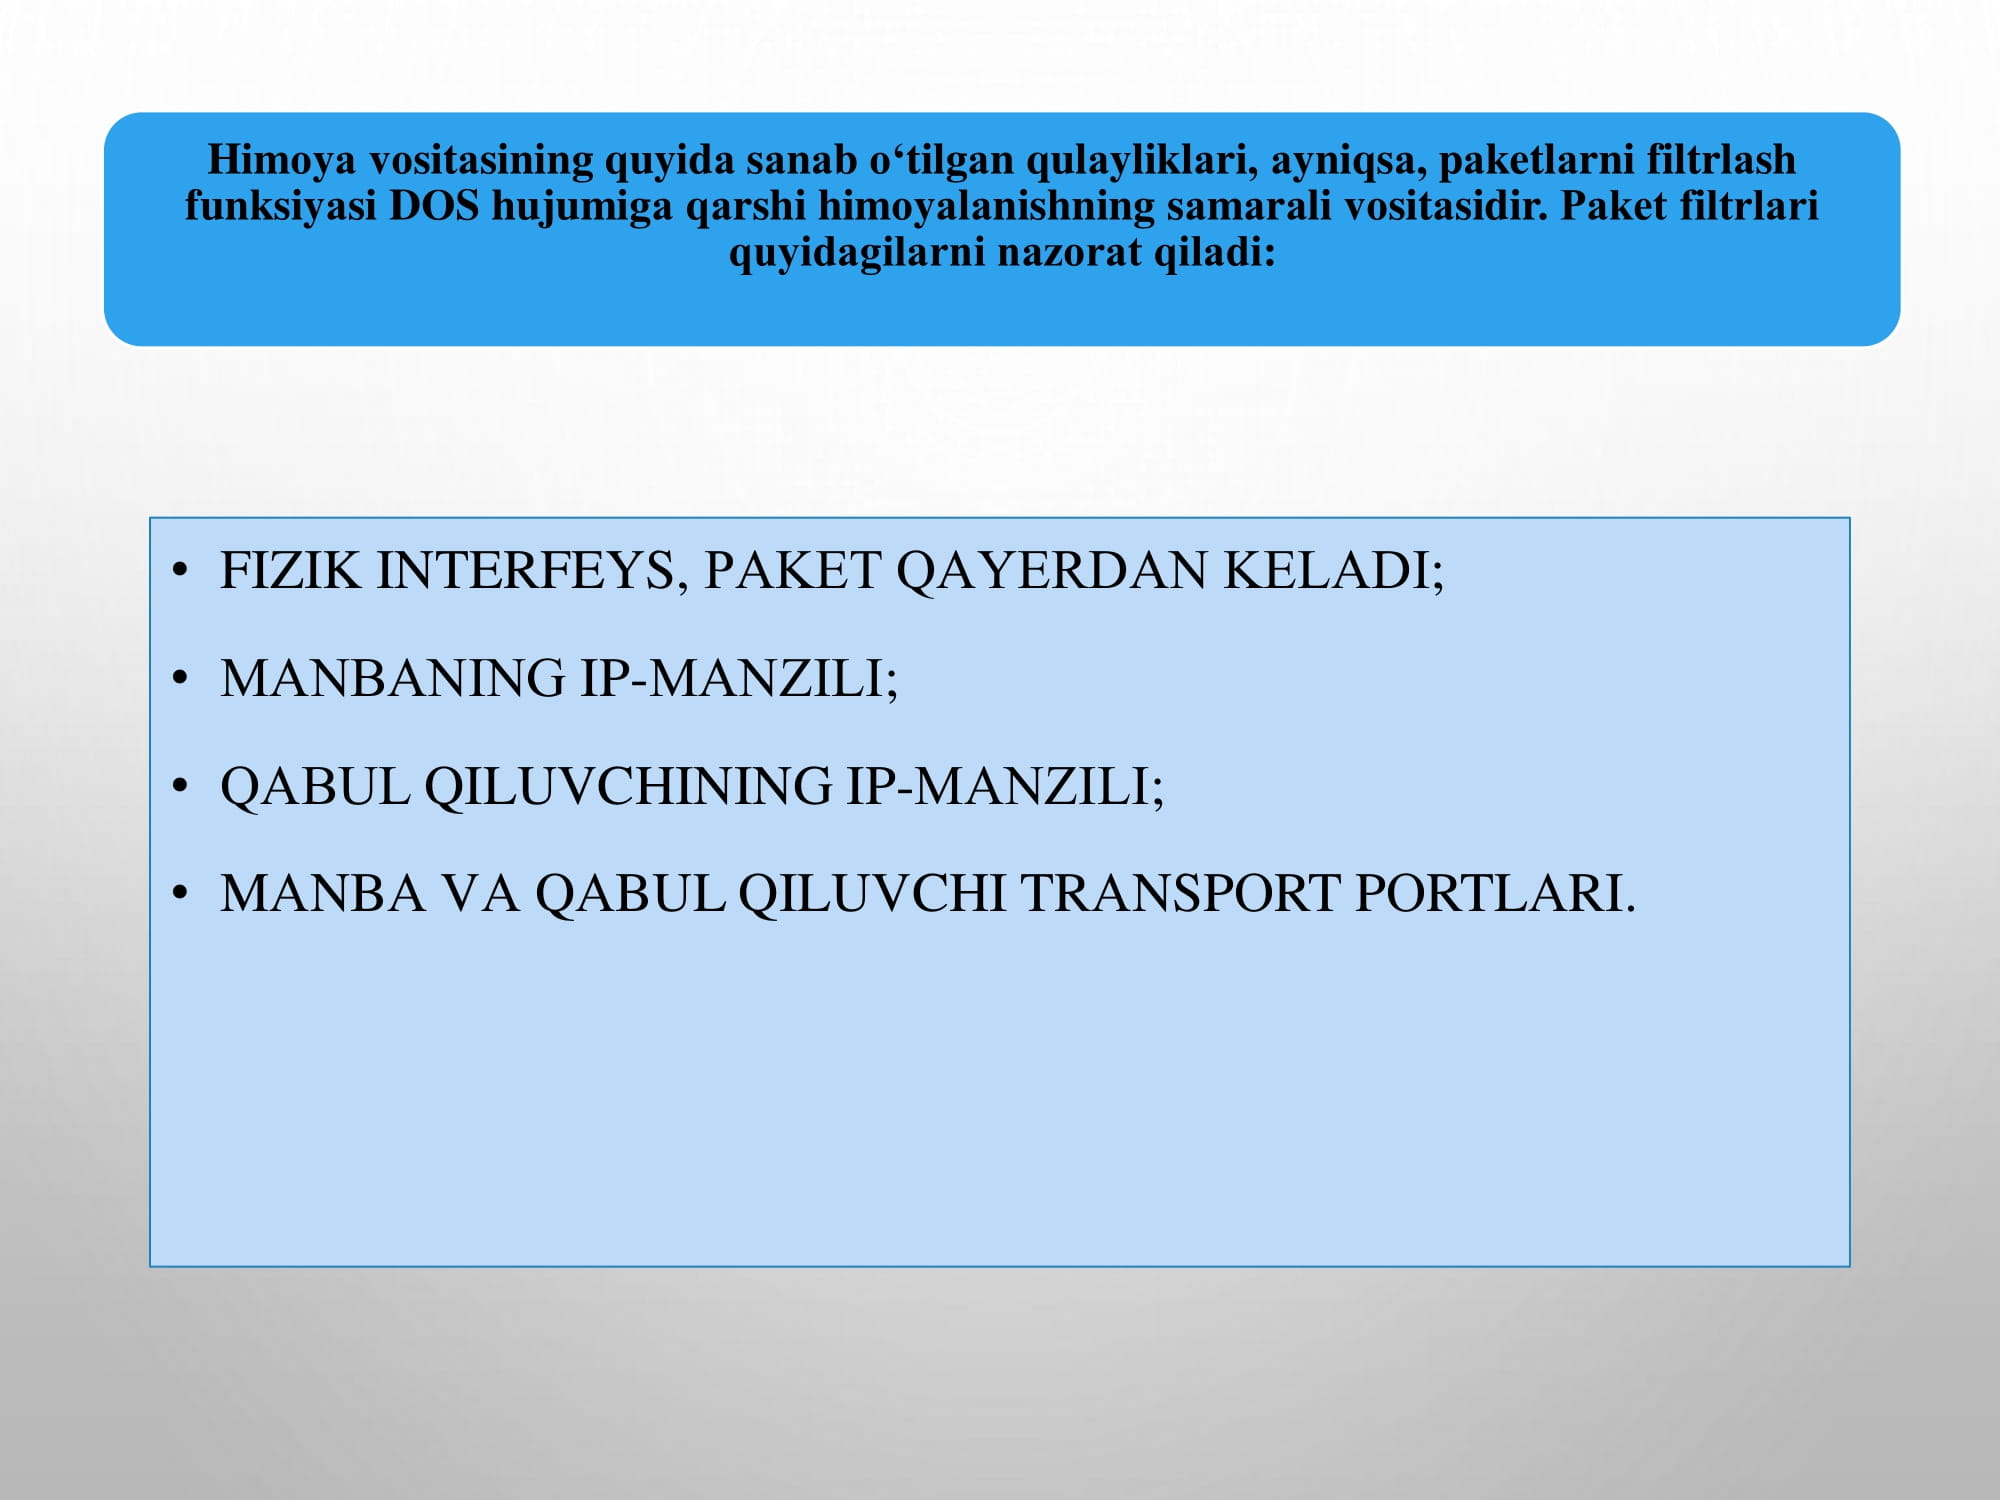 Himoya vositasining quyida sanab o‘tilgan qulayliklari, ayniqsa, paketlarni filtrlash
funksiyasi DOS hujumiga qarshi himoyalanishning samarali vositasidir. Paket filtrlari
quyidagilarni nazorat qiladi:
• FIZIK INTERFEYS, PAKET QAYERDAN KELADI;
• MANBANING IP-MANZILI;
• QABUL QILUVCHINING IP-MANZILI;
• MANBA VA QABUL QILUVCHI TRANSPORT PORTLARI.